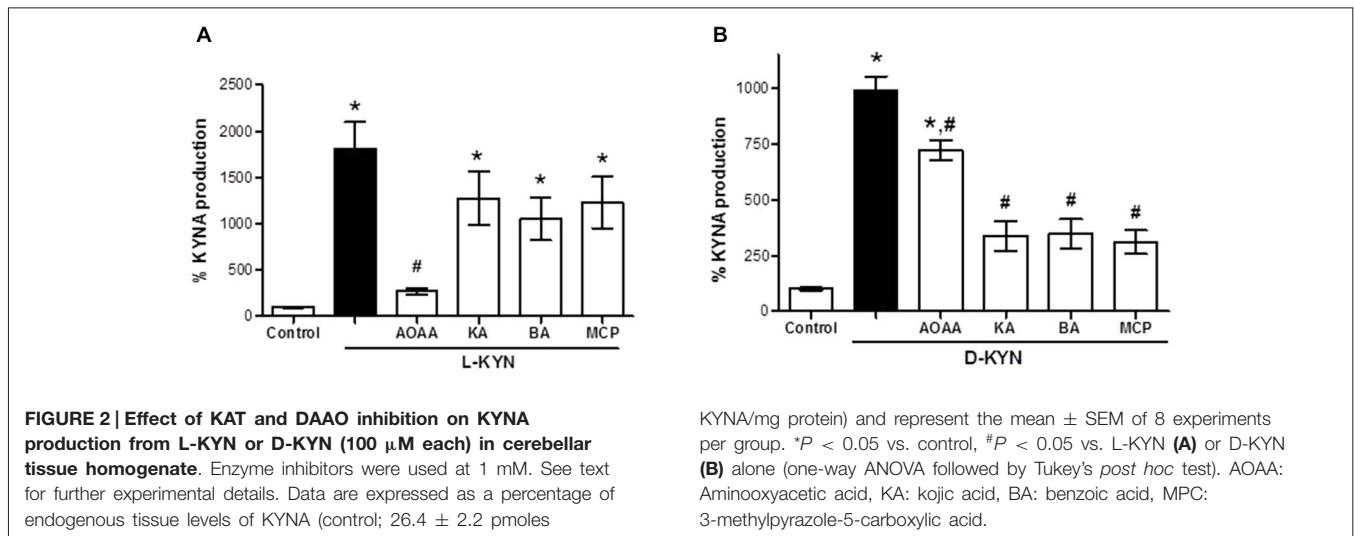 A
% KYNA production
2500
2000
1500
1000
500
0
*
#
*
*
*
Control
AOAA
KA
BA
MCP
L-KYN
B
% KYNA production
1000
750
500
250
0
*
*,#
#
#
#
Control
AOAA
KA
BA
MCP
D-KYN
FIGURE 2 | Effect of KAT and DAAO inhibition on KYNA
production from L-KYN or D-KYN (100 μM each) in cerebellar
tissue homogenate. Enzyme inhibitors were used at 1 mM. See text
for further experimental details. Data are expressed as a percentage of
endogenous tissue levels of KYNA (control; 26.4 ± 2.2 pmoles
KYNA/mg protein) and represent the mean ± SEM of 8 experiments
per group. *P < 0.05 vs. control, #P < 0.05 vs. L-KYN (A) or D-KYN
(B) alone (one-way ANOVA followed by Tukey's post hoc test). AOAA:
Aminooxyacetic acid, KA: kojic acid, BA: benzoic acid, MPC:
3-methylpyrazole-5-carboxylic acid.